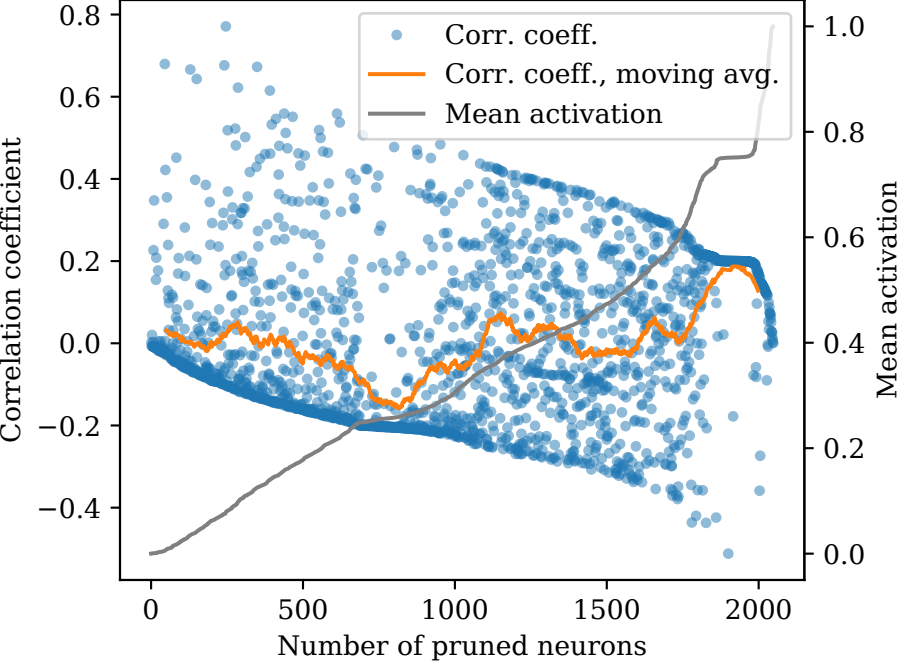 Corr. coeff.
Corr. coeff., moving avg.
Mean activation
0.8
0.6
0.4
0.2
0.0
−0.2
−0.4
Correlation coefficient
1.0
0.8
0.6
0.4
0.2
0.0
Mean activation
0 500 1000 1500 2000
Number of pruned neurons